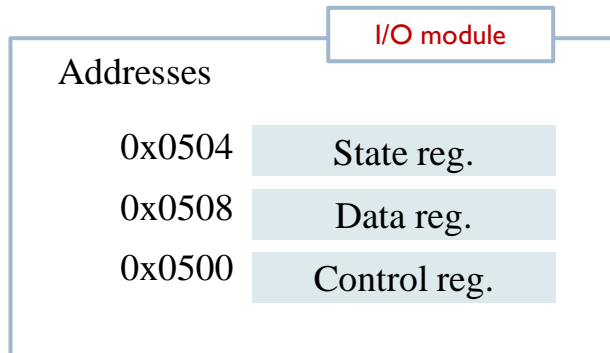 I/O module
Addresses
0x0504 State reg.
0x0508 Data reg.
0x0500 Control reg.